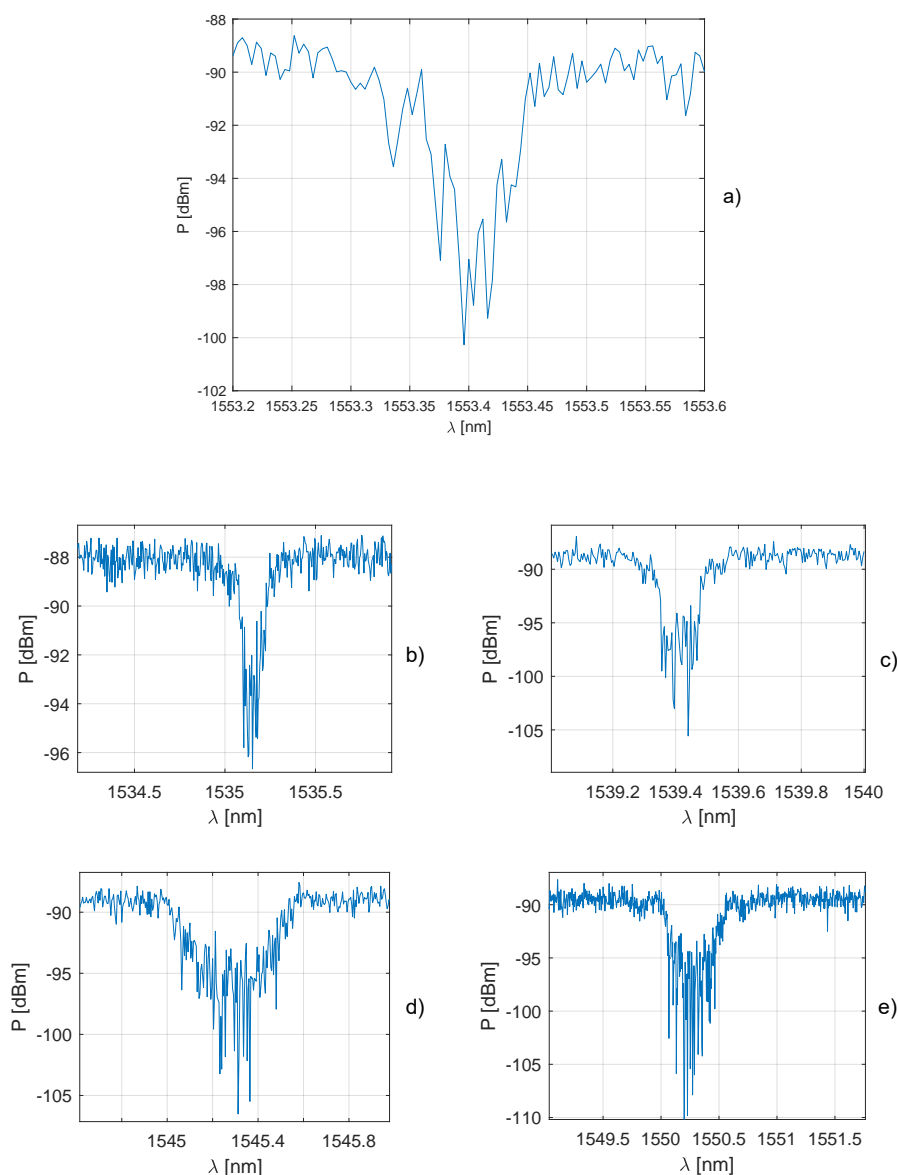 -88
-90
-92
-94
-96
-98
-100
-102
P [dBm]
1553.2 1553.25 1553.3 1553.35 1553.4 1553.45 1553.5 1553.55 1553.6
λ [nm]
a)
-88
-90
-92
-94
-96
P [dBm]
1534.5 1535 1535.5
λ [nm]
b)
-90
-95
-100
-105
P [dBm]
1539.2 1539.4 1539.6 1539.8 1540
λ [nm]
c)
-90
-95
-100
-105
P [dBm]
1545 1545.4 1545.8
λ [nm]
d)
-90
-95
-100
-105
-110
P [dBm]
1549.5 1550 1550.5 1551 1551.5
λ [nm]
e)